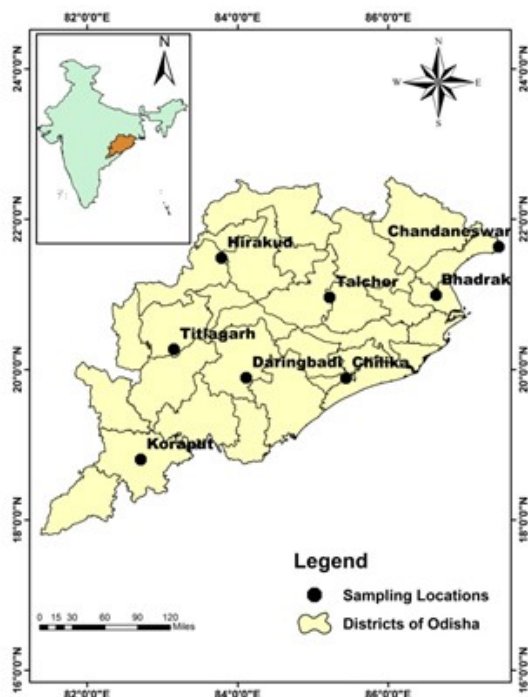 82°0'0"E 84°0'0"E 86°0'0"E
24°0'0"N 24°0'0"N
N
N
W E
S
22°0'0"N 22°0'0"N
Chandaneswar
Hirakud
Talcher Bhadrak
Titlagarh
Daringbadi Chilika
20°0'0"N 20°0'0"N
Koraput
18°0'0"N 18°0'0"N
Legend
Sampling Locations
Districts of Odisha
0 15 30 60 90 120
Miles
16°0'0"N 16°0'0"N
82°0'0"E 84°0'0"E 86°0'0"E